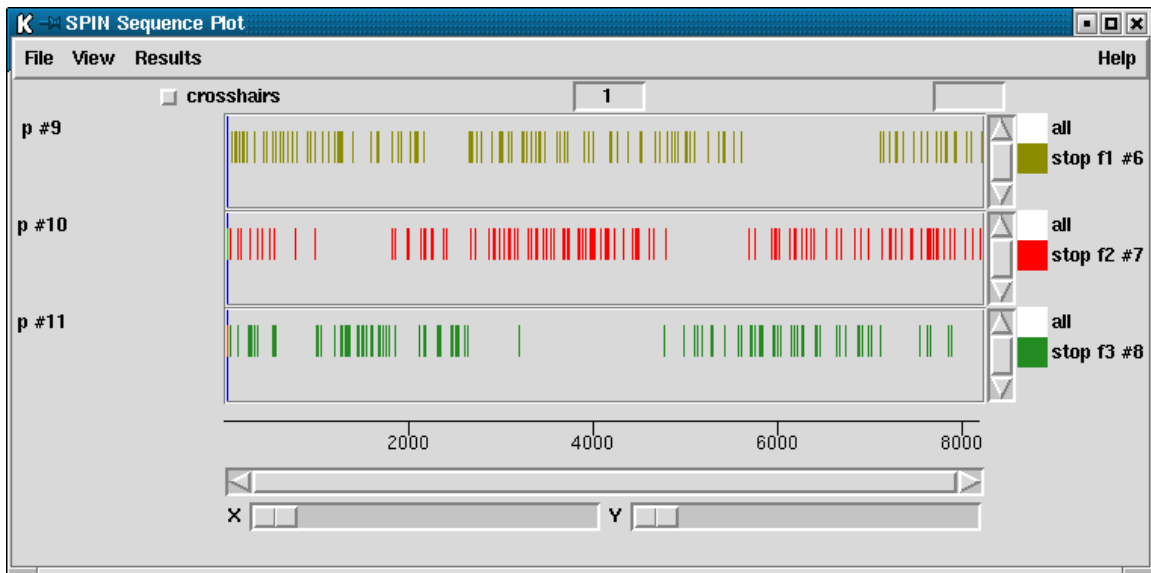 SPIN Sequence Plot
File View Results Help
crosshairs 1
p #9 all
stop f1 #6
p #10 all
stop f2 #7
p #11 all
stop f3 #8
2000 4000 6000 8000
X Y